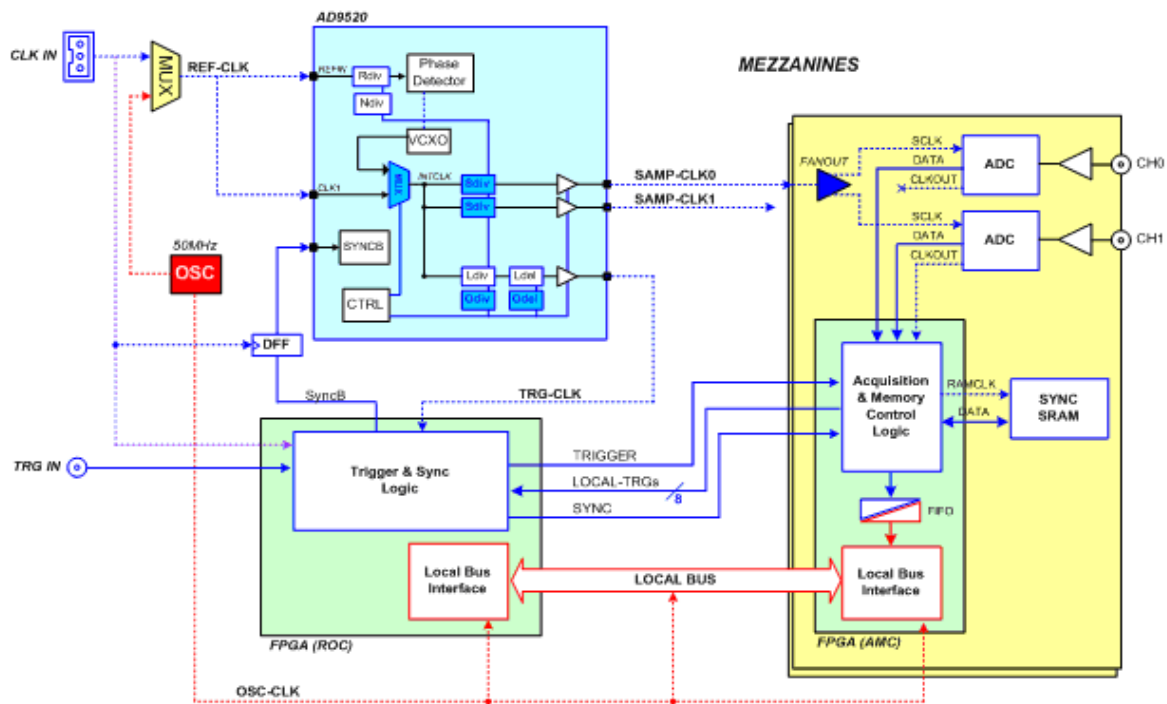 AD9520
CLK IN
MUX
REF-CLK
REFIN
Rdiv
Phase
Detector
Ndiv
VCXO
MUX
INTCLK
CLK1
Sdiv
Sdiv
SYNCB
CTRL
Ldiv
Ldel
Gdiv
Gdel
50MHz
OSC
DFF
SyncB
TRG-CLK
SAMP-CLK0
SAMP-CLK1
MEZZANINES
FANOUT
SCLK
DATA
CLKOUT
ADC
CH0
SCLK
DATA
CLKOUT
ADC
CH1
TRG IN
Trigger & Sync
Logic
TRIGGER
LOCAL-TRGs
8
SYNC
Acquisition
& Memory
Control
Logic
RAMCLK
DATA
SYNC
SRAM
FIFO
Local Bus
Interface
LOCAL BUS
Local Bus
Interface
FPGA (ROC)
FPGA (AMC)
OSC-CLK